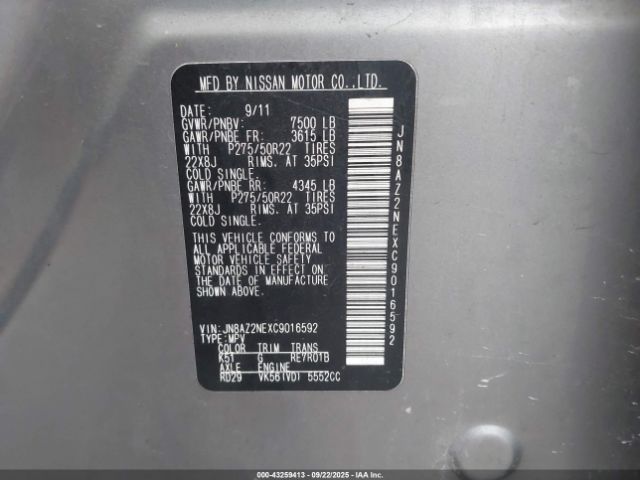 MFD BY NISSAN MOTOR CO.,LTD.
DATE: 9/11
GVWR/PNBV: 7500 LB
GAWR/PNBE FR: 3615 LB
WITH P275/50R22 TIRES
22X8J RIMS. AT 35PSI
COLD SINGLE.
GAWR/PNBE RR: 4345 LB
WITH P275/50R22 TIRES
22X8J RIMS. AT 35PSI
COLD SINGLE.
THIS VEHICLE CONFORMS TO
ALL APPLICABLE FEDERAL
MOTOR VEHICLE SAFETY
STANDARDS IN EFFECT ON
THE DATE OF MANUFACTURE
SHOWN ABOVE.
VIN: JN8AZ2NEXC9016592
TYPE: MPV
COLOR TRIM TRANS
K51 G RE7R01B
AXLE ENGINE
RD29 VK56(VD) 5552CC
JN8AZ2NEXC9016592
000-43259413 - 09/22/2025 - IAAI.COM